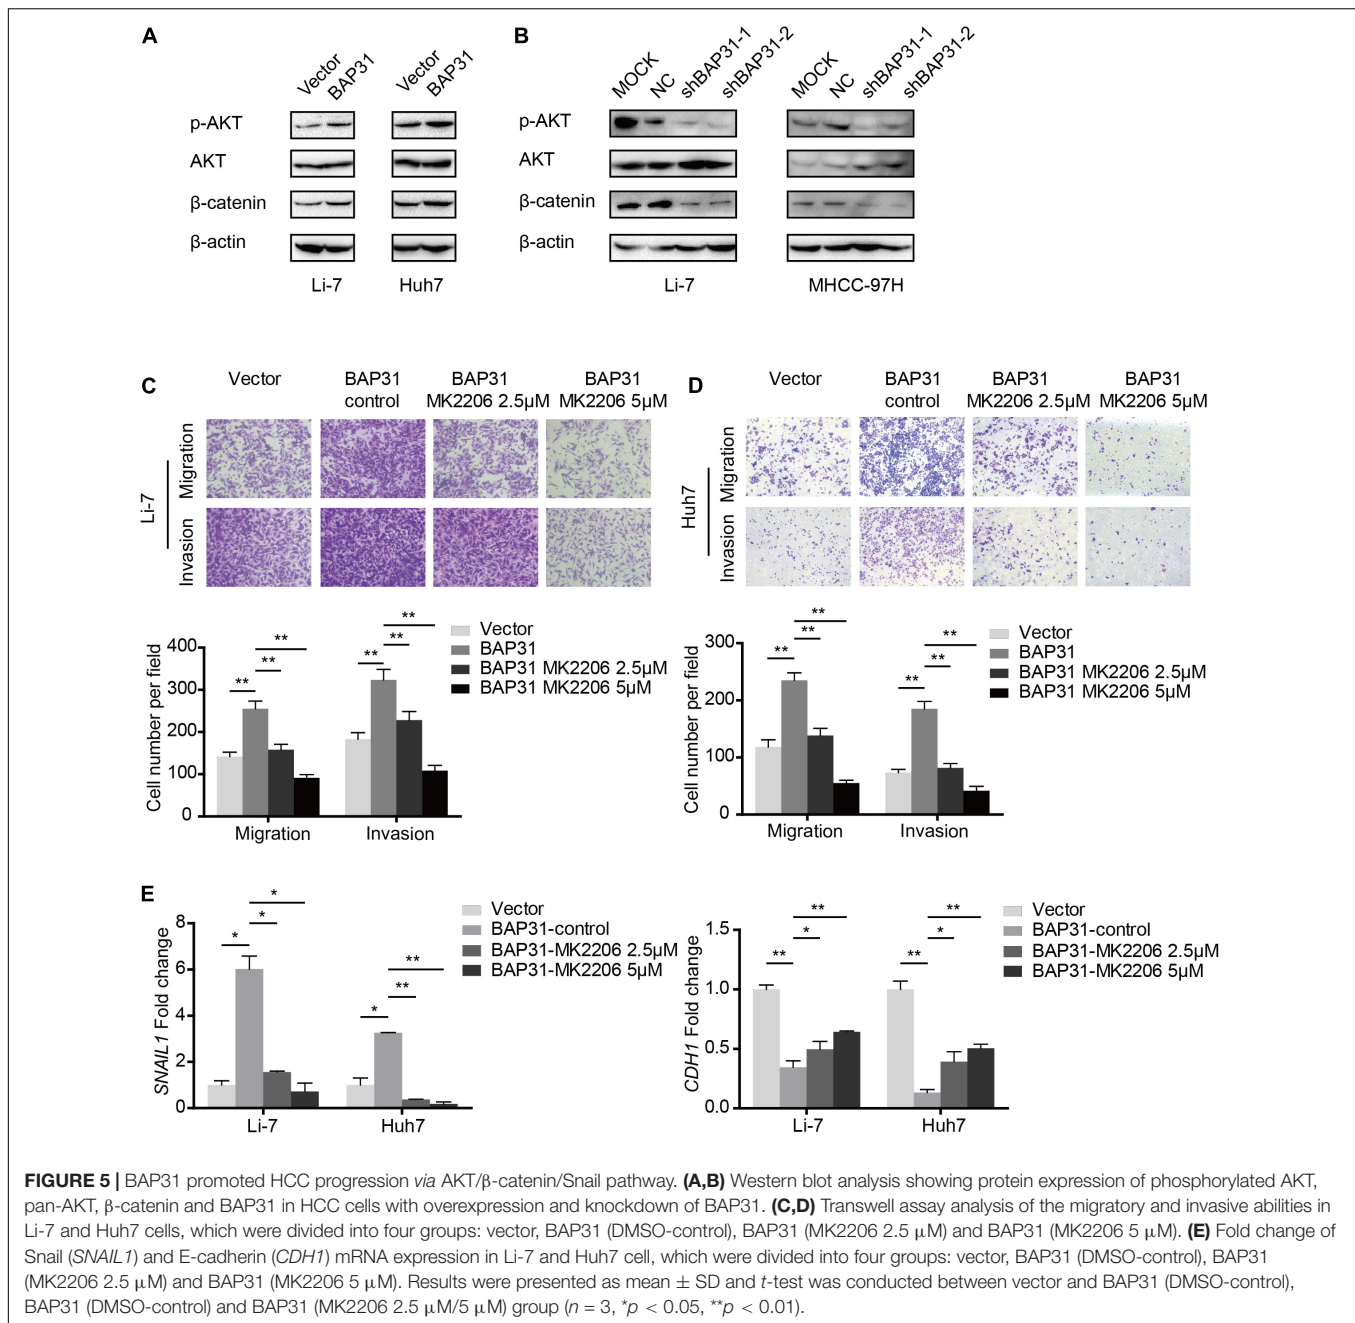 A
Vector
BAP31
Vector
BAP31
p-AKT
AKT
β-catenin
β-actin
Li-7
Huh7
B
MOCK
NC
shBAP31-1
shBAP31-2
MOCK
NC
shBAP31-1
shBAP31-2
p-AKT
AKT
β-catenin
β-actin
Li-7
MHCC-97H
C
Vector
BAP31
control
BAP31
MK2206 2.5μM
BAP31
MK2206 5μM
Li-7
Migration
Invasion
Cell number per field
400
300
200
100
0
** ** **
** ** **
Migration
Invasion
Vector
BAP31
BAP31 MK2206 2.5μM
BAP31 MK2206 5μM
D
Vector
BAP31
control
BAP31
MK2206 2.5μM
BAP31
MK2206 5μM
Huh7
Migration
Invasion
Cell number per field
300
200
100
0
** ** **
** ** **
Migration
Invasion
Vector
BAP31
BAP31 MK2206 2.5μM
BAP31 MK2206 5μM
E
SNAIL1 Fold change
8
6
4
2
0
* * *
* ** **
Li-7
Huh7
Vector
BAP31-control
BAP31-MK2206 2.5μM
BAP31-MK2206 5μM
CDH1 Fold change
1.5
1.0
0.5
0.0
** * **
** * **
Li-7
Huh7
Vector
BAP31-control
BAP31-MK2206 2.5μM
BAP31-MK2206 5μM
FIGURE 5 | BAP31 promoted HCC progression via AKT/β-catenin/Snail pathway. (A,B) Western blot analysis showing protein expression of phosphorylated AKT,
pan-AKT, β-catenin and BAP31 in HCC cells with overexpression and knockdown of BAP31. (C,D) Transwell assay analysis of the migratory and invasive abilities in
Li-7 and Huh7 cells, which were divided into four groups: vector, BAP31 (DMSO-control), BAP31 (MK2206 2.5 μM) and BAP31 (MK2206 5 μM). (E) Fold change of
Snail (SNAIL1) and E-cadherin (CDH1) mRNA expression in Li-7 and Huh7 cell, which were divided into four groups: vector, BAP31 (DMSO-control), BAP31
(MK2206 2.5 μM) and BAP31 (MK2206 5 μM). Results were presented as mean ± SD and t-test was conducted between vector and BAP31 (DMSO-control),
BAP31 (DMSO-control) and BAP31 (MK2206 2.5 μM/5 μM) group (n = 3, *p < 0.05, **p < 0.01).